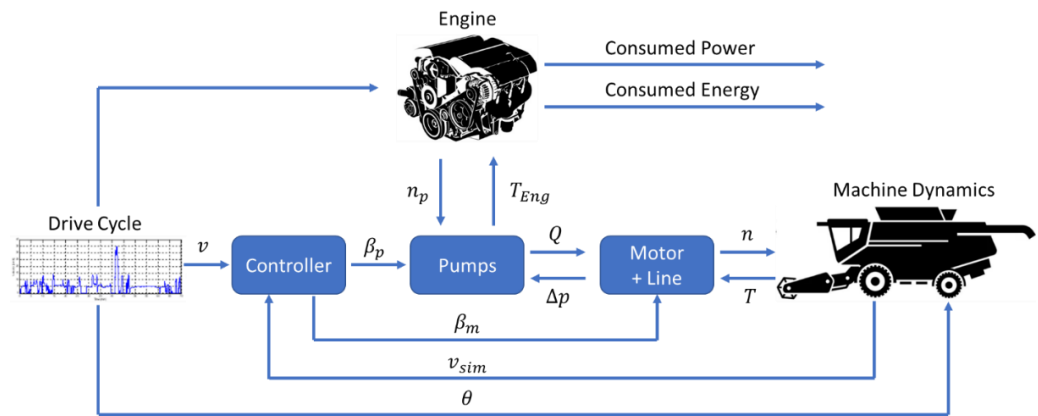 Engine
Consumed Power
Consumed Energy
n_p
T_Eng
Machine Dynamics
Drive Cycle
v
Controller
β_p
Pumps
Q
Δp
Motor
+ Line
n
T
β_m
v_sim
θ